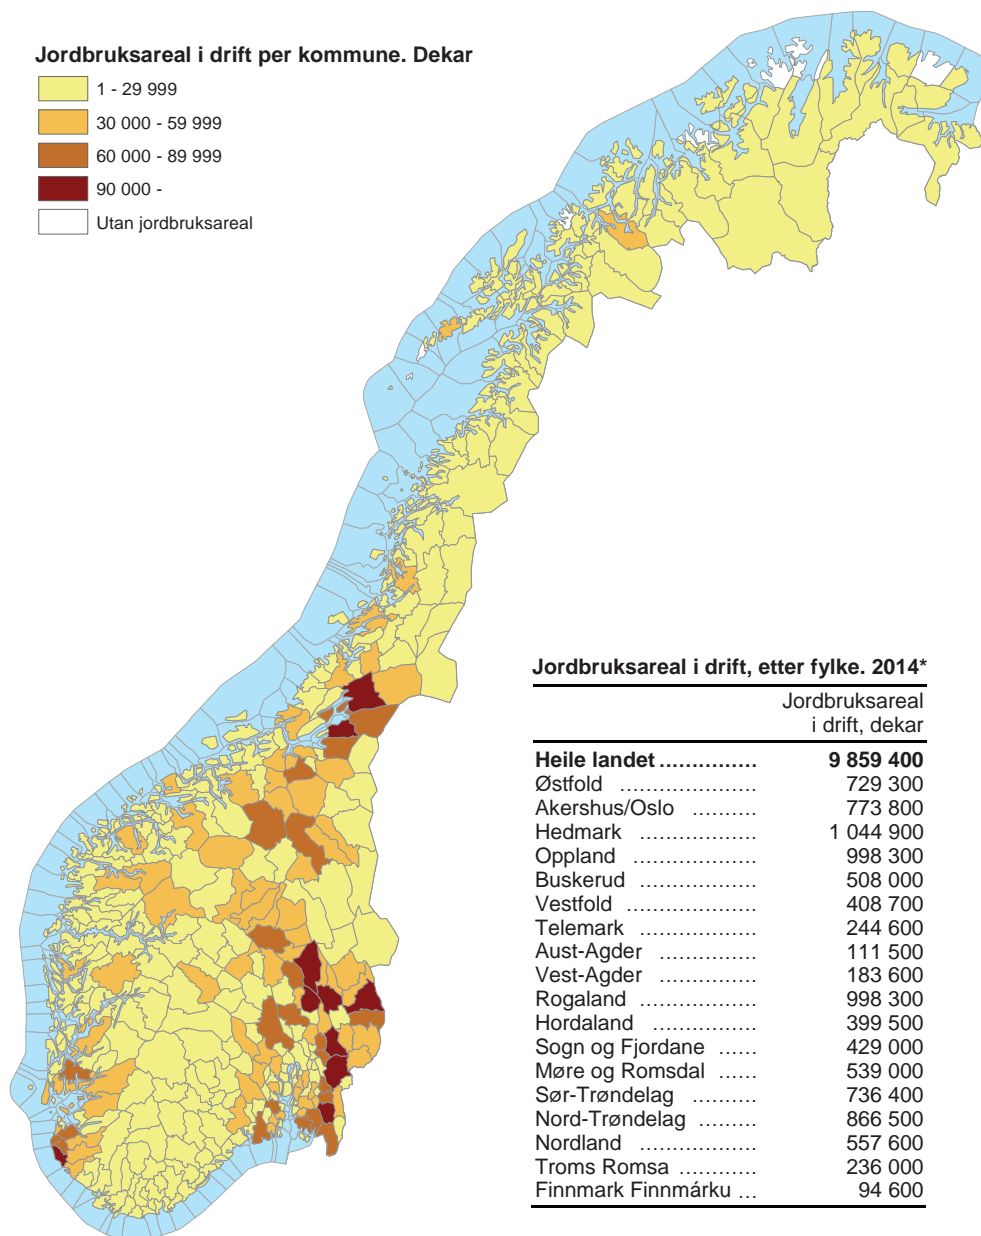 Jordbruksareal i drift per kommune. Dekar
1 - 29 999
30 000 - 59 999
60 000 - 89 999
90 000 -
Utan jordbruksareal
Jordbruksareal i drift, etter fylke. 2014*
Jordbruksareal
i drift, dekar
Heile landet ............... 9 859 400
Østfold ...................... 729 300
Akershus/Oslo .......... 773 800
Hedmark .................. 1 044 900
Oppland ................... 998 300
Buskerud ................... 508 000
Vestfold .................... 408 700
Telemark ................... 244 600
Aust-Agder ............... 111 500
Vest-Agder ............... 183 600
Rogaland .................. 998 300
Hordaland ................. 399 500
Sogn og Fjordane ...... 429 000
Møre og Romsdal ...... 539 000
Sør-Trøndelag .......... 736 400
Nord-Trøndelag ......... 866 500
Nordland ................... 557 600
Troms Romsa ............ 236 000
Finnmark Finnmárku ... 94 600